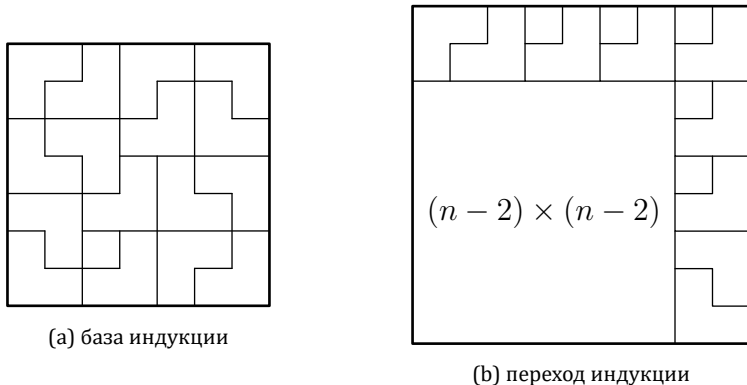 (n − 2) × (n − 2)
(a) база индукции
(b) переход индукции